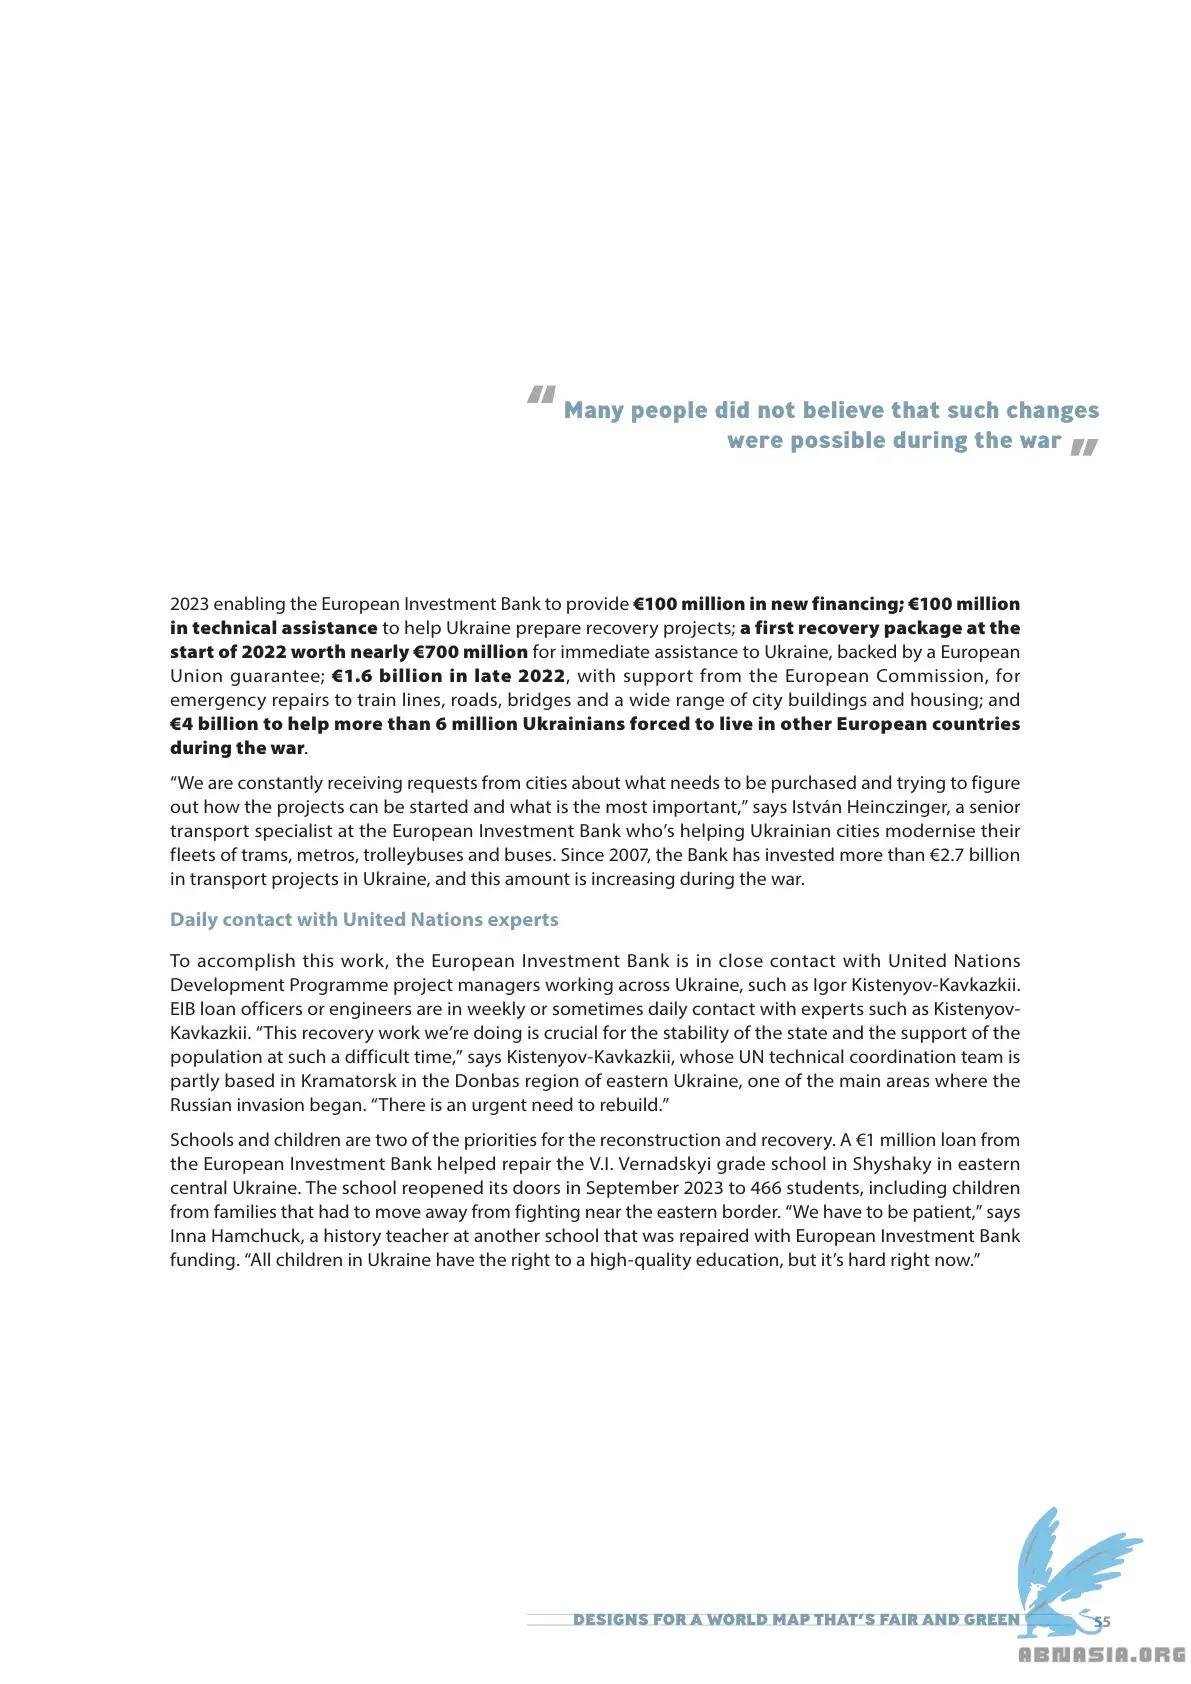 “ Many people did not believe that such changes
were possible during the war ”
2023 enabling the European Investment Bank to provide €100 million in new financing; €100 million
in technical assistance to help Ukraine prepare recovery projects; a first recovery package at the
start of 2022 worth nearly €700 million for immediate assistance to Ukraine, backed by a European
Union guarantee; €1.6 billion in late 2022, with support from the European Commission, for
emergency repairs to train lines, roads, bridges and a wide range of city buildings and housing; and
€4 billion to help more than 6 million Ukrainians forced to live in other European countries
during the war.
“We are constantly receiving requests from cities about what needs to be purchased and trying to figure
out how the projects can be started and what is the most important,” says István Heinczinger, a senior
transport specialist at the European Investment Bank who’s helping Ukrainian cities modernise their
fleets of trams, metros, trolleybuses and buses. Since 2007, the Bank has invested more than €2.7 billion
in transport projects in Ukraine, and this amount is increasing during the war.
Daily contact with United Nations experts
To accomplish this work, the European Investment Bank is in close contact with United Nations
Development Programme project managers working across Ukraine, such as Igor Kistenyov-Kavkazkii.
EIB loan officers or engineers are in weekly or sometimes daily contact with experts such as Kistenyov-
Kavkazkii. “This recovery work we’re doing is crucial for the stability of the state and the support of the
population at such a difficult time,” says Kistenyov-Kavkazkii, whose UN technical coordination team is
partly based in Kramatorsk in the Donbas region of eastern Ukraine, one of the main areas where the
Russian invasion began. “There is an urgent need to rebuild.”
Schools and children are two of the priorities for the reconstruction and recovery. A €1 million loan from
the European Investment Bank helped repair the V.I. Vernadskyi grade school in Shyshaky in eastern
central Ukraine. The school reopened its doors in September 2023 to 466 students, including children
from families that had to move away from fighting near the eastern border. “We have to be patient,” says
Inna Hamchuck, a history teacher at another school that was repaired with European Investment Bank
funding. “All children in Ukraine have the right to a high-quality education, but it’s hard right now.”
DESIGNS FOR A WORLD MAP THAT’S FAIR AND GREEN 55
ABNASIA.ORG